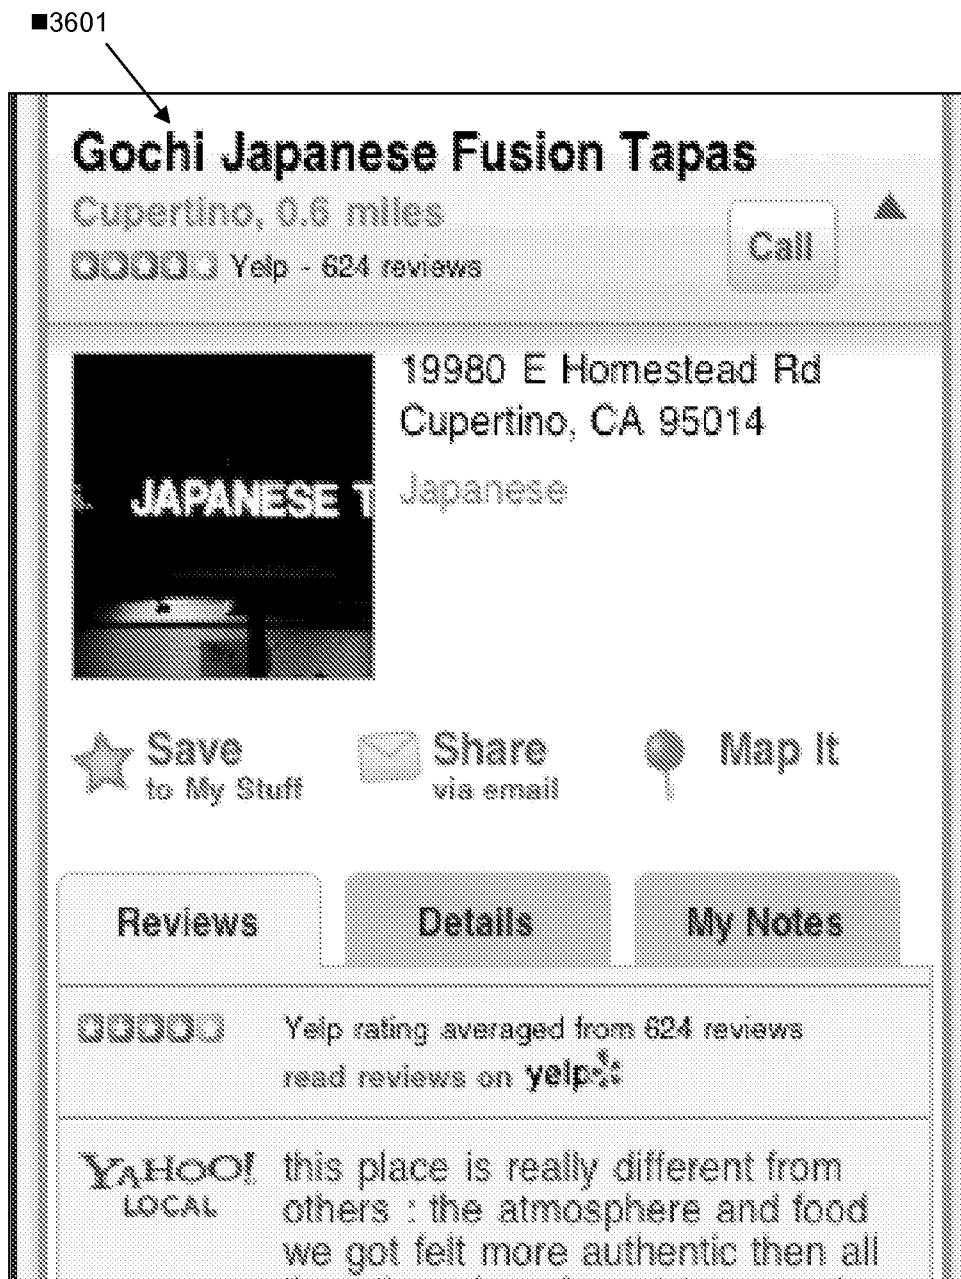 ■3601
Gochi Japanese Fusion Tapas
Cupertino, 0.6 miles
Call
Yelp - 624 reviews
19980 E Homestead Rd
Cupertino, CA 95014
JAPANESE T
Japanese
Save
to My Stuff
Share
via email
Map It
Reviews
Details
My Notes
Yelp rating averaged from 624 reviews
read reviews on yelp
YAHOO!
LOCAL
this place is really different from
others : the atmosphere and food
we got felt more authentic then all